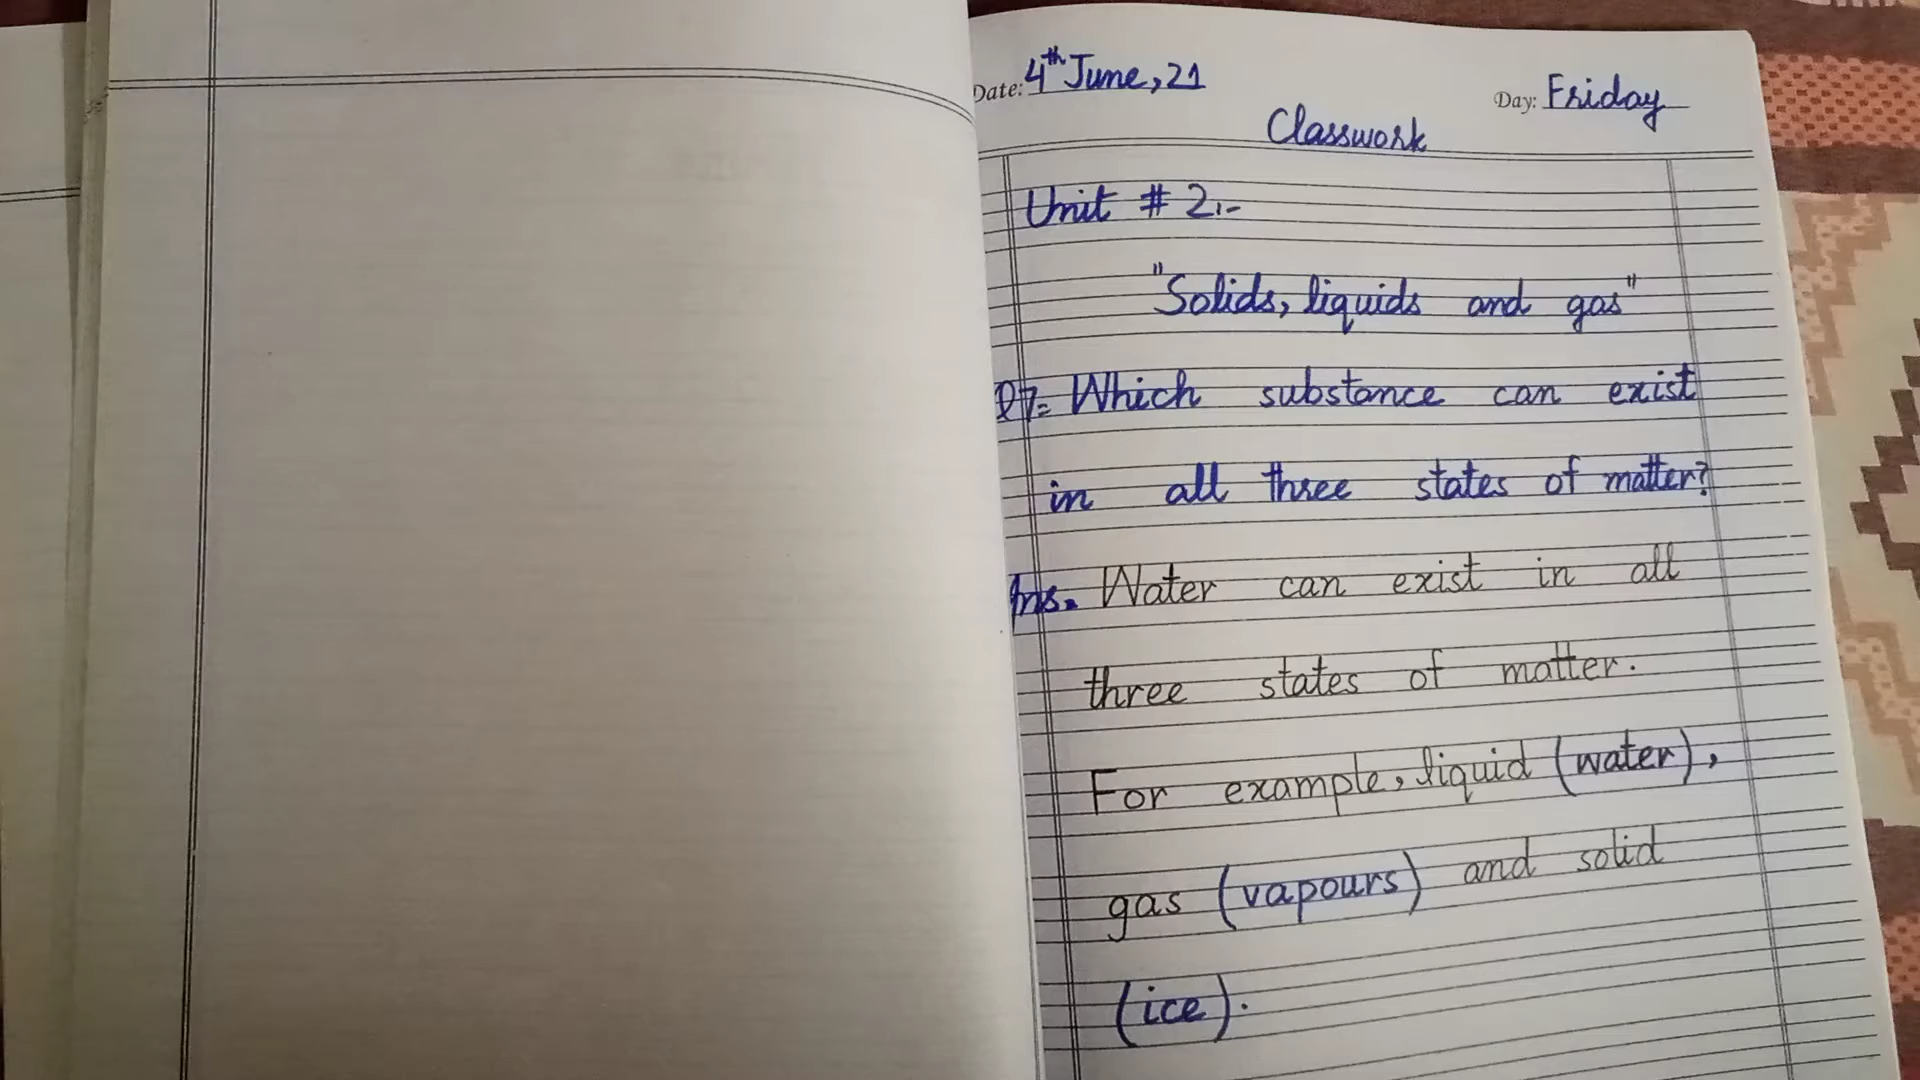 Date: 4th June, 21
Day: Friday
Classwork
Unit # 2:-
"Solids, liquids and gas"
Q7= Which substance can exist
in all three states of matter?
Ans. Water can exist in all
three states of matter.
For example, liquid (water),
gas (vapours) and solid
(ice).